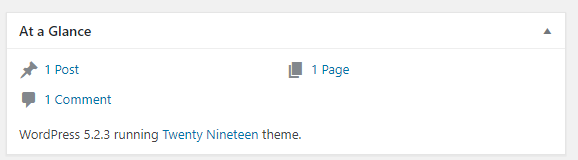 At a Glance
1 Post
1 Page
1 Comment
WordPress 5.2.3 running Twenty Nineteen theme.